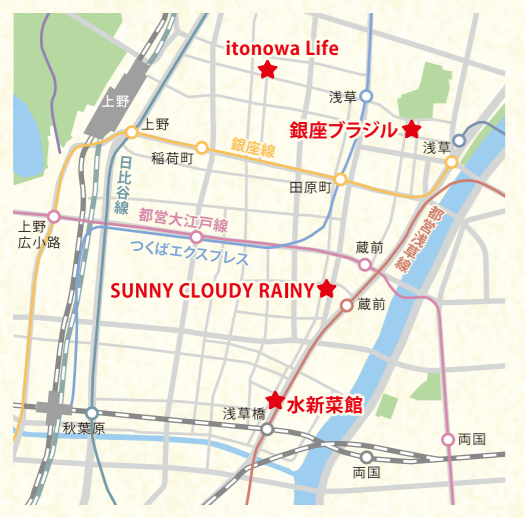 itonowa Life
上野
浅草
上野
銀座ブラジル
銀座線
浅草
稲荷町
日比谷線
田原町
都営大江戸線
都営浅草線
上野
広小路
つくばエクスプレス
蔵前
SUNNY CLOUDY RAINY
蔵前
水新菜館
浅草橋
秋葉原
両国
両国